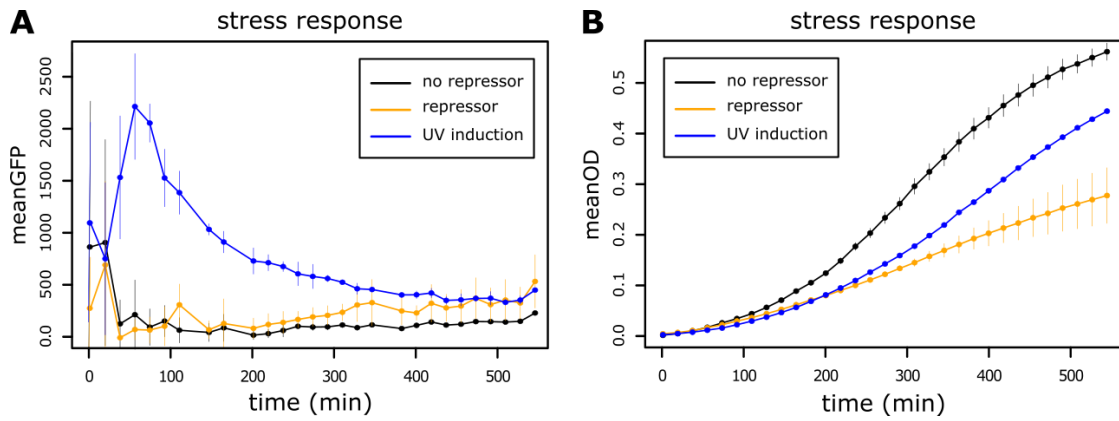 A
stress response
meanGFP
2500
2000
1500
1000
500
0.0
no repressor
repressor
UV induction
0 100 200 300 400 500
time (min)
B
stress response
meanOD
0.5
0.4
0.3
0.2
0.1
0.0
no repressor
repressor
UV induction
0 100 200 300 400 500
time (min)